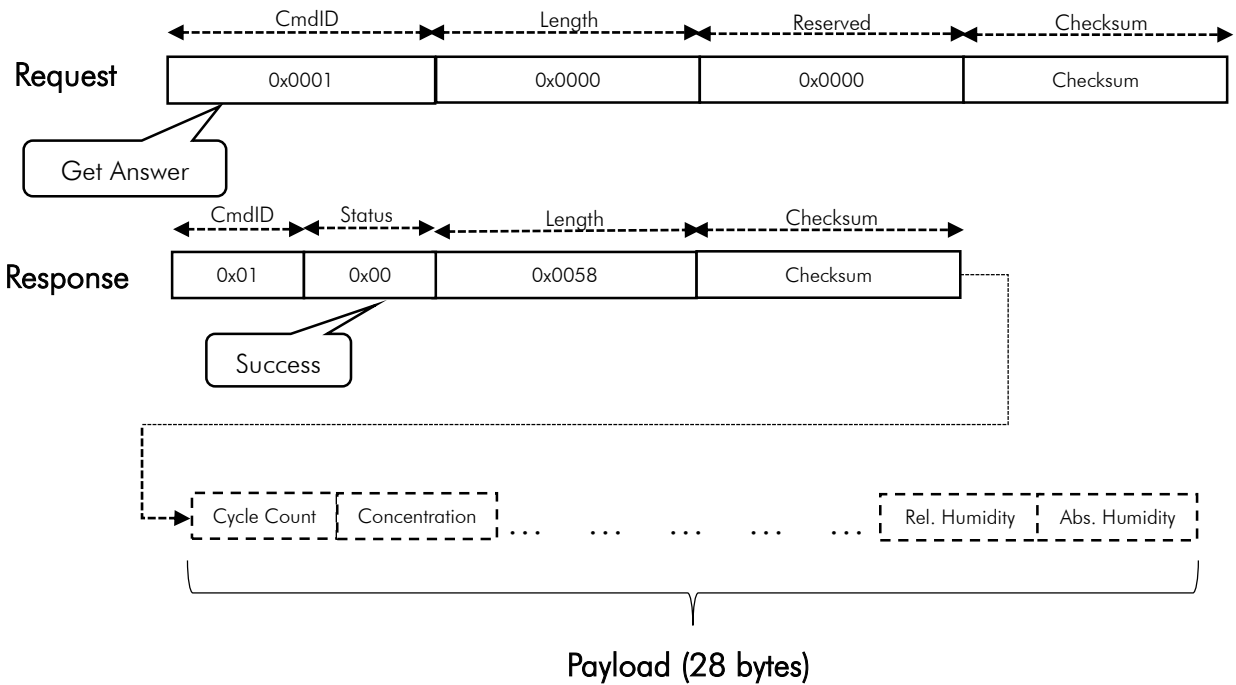 CmdID Length Reserved Checksum
Request 0x0001 0x0000 0x0000 Checksum
Get Answer
CmdID Status Length Checksum
Response 0x01 0x00 0x0058 Checksum
Success
Cycle Count Concentration ... ... ... ... ... Rel. Humidity Abs. Humidity
Payload (28 bytes)